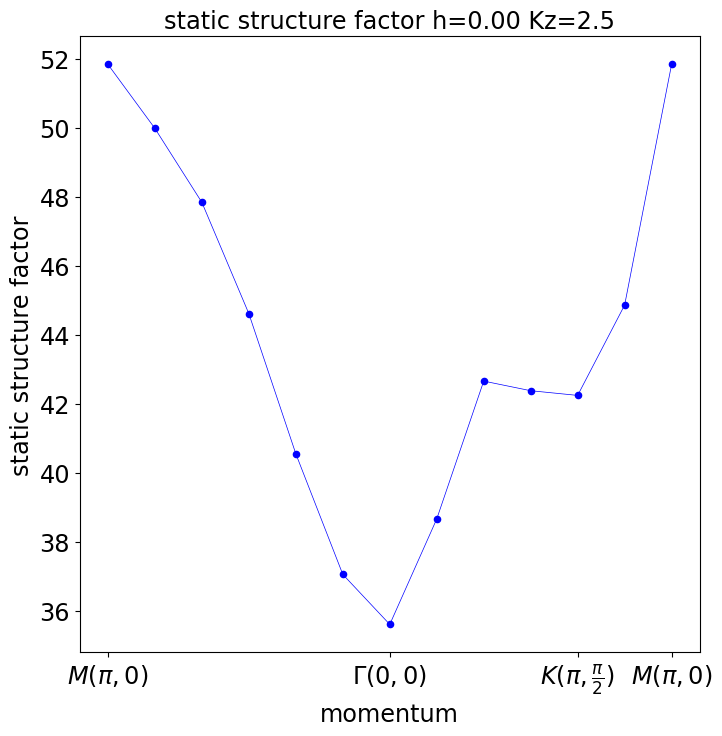 static structure factor h=0.00 Kz=2.5
static structure factor
52
50
48
46
44
42
40
38
36
M(π, 0) Γ(0, 0) K(π, π/2) M(π, 0)
momentum